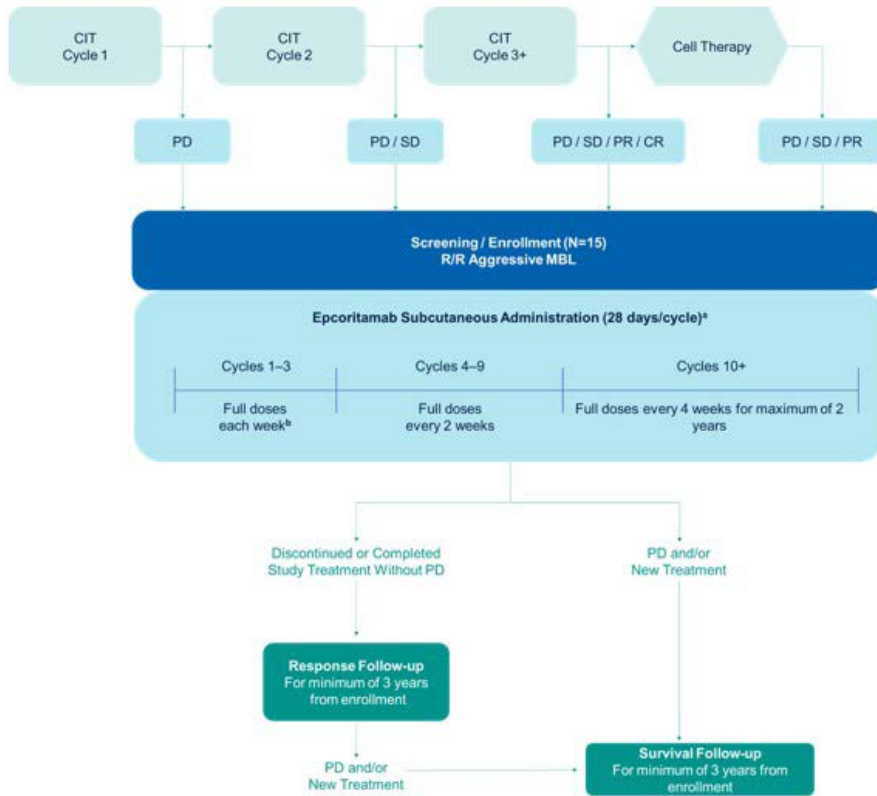 CIT
Cycle 1
CIT
Cycle 2
CIT
Cycle 3+
Cell Therapy
PD
PD / SD
PD / SD / PR / CR
PD / SD / PR
Screening / Enrollment (N=15)
R/R Aggressive MBL
Epcoritamab Subcutaneous Administration (28 days/cycle)ᵃ
Cycles 1–3
Cycles 4–9
Cycles 10+
Full doses
each weekᵇ
Full doses
every 2 weeks
Full doses every 4 weeks for maximum of 2
years
Discontinued or Completed
Study Treatment Without PD
PD and/or
New Treatment
Response Follow-up
For minimum of 3 years
from enrollment
PD and/or
New Treatment
Survival Follow-up
For minimum of 3 years from
enrollment